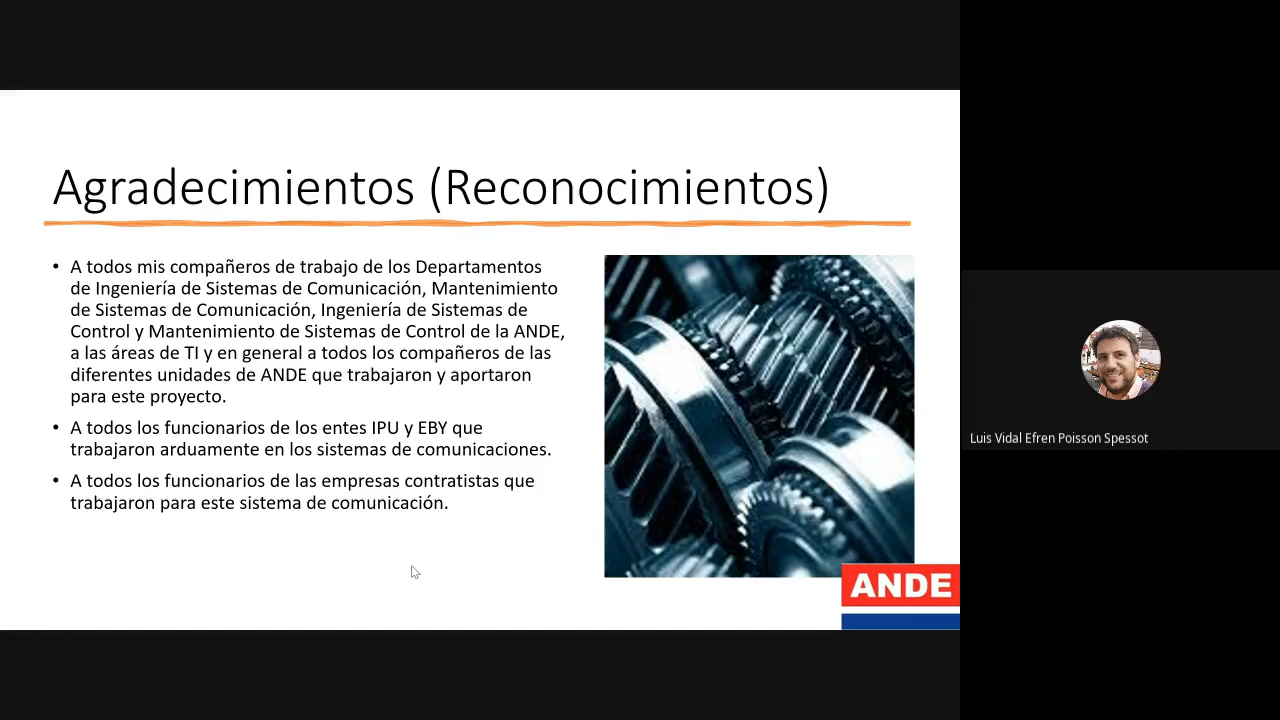 Agradecimientos (Reconocimientos)
• A todos mis compañeros de trabajo de los Departamentos
de Ingeniería de Sistemas de Comunicación, Mantenimiento
de Sistemas de Comunicación, Ingeniería de Sistemas de
Control y Mantenimiento de Sistemas de Control de la ANDE,
a las áreas de TI y en general a todos los compañeros de las
diferentes unidades de ANDE que trabajaron y aportaron
para este proyecto.
• A todos los funcionarios de los entes IPU y EBY que
trabajaron arduamente en los sistemas de comunicaciones.
• A todos los funcionarios de las empresas contratistas que
trabajaron para este sistema de comunicación.
ANDE
Luis Vidal Efren Poisson Spessot